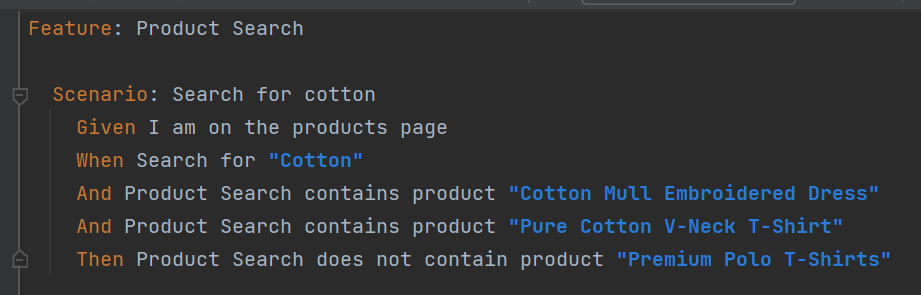 Feature: Product Search
Scenario: Search for cotton
Given I am on the products page
When Search for "Cotton"
And Product Search contains product "Cotton Mull Embroidered Dress"
And Product Search contains product "Pure Cotton V-Neck T-Shirt"
Then Product Search does not contain product "Premium Polo T-Shirts"